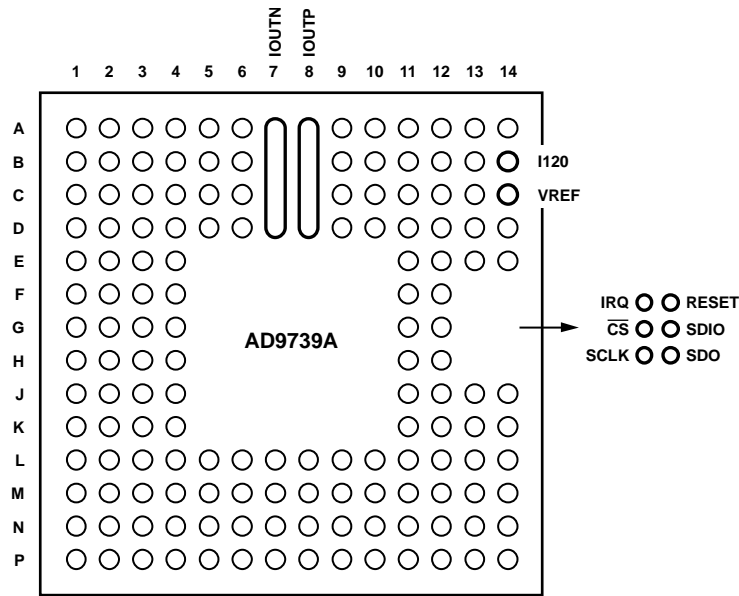 IOUTN
IOUTP
1 2 3 4 5 6 7 8 9 10 11 12 13 14
A
B I120
C VREF
D
E
F IRQ RESET
G AD9739A C̅S̅ SDIO
H SCLK SDO
J
K
L
M
N
P